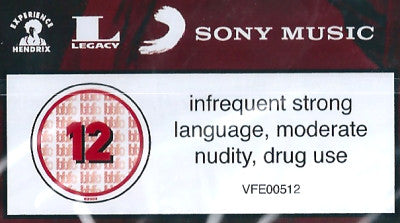 EXPERIENCE
HENDRIX
L
LEGACY
SONY MUSIC
12
infrequent strong
language, moderate
nudity, drug use
VFE00512